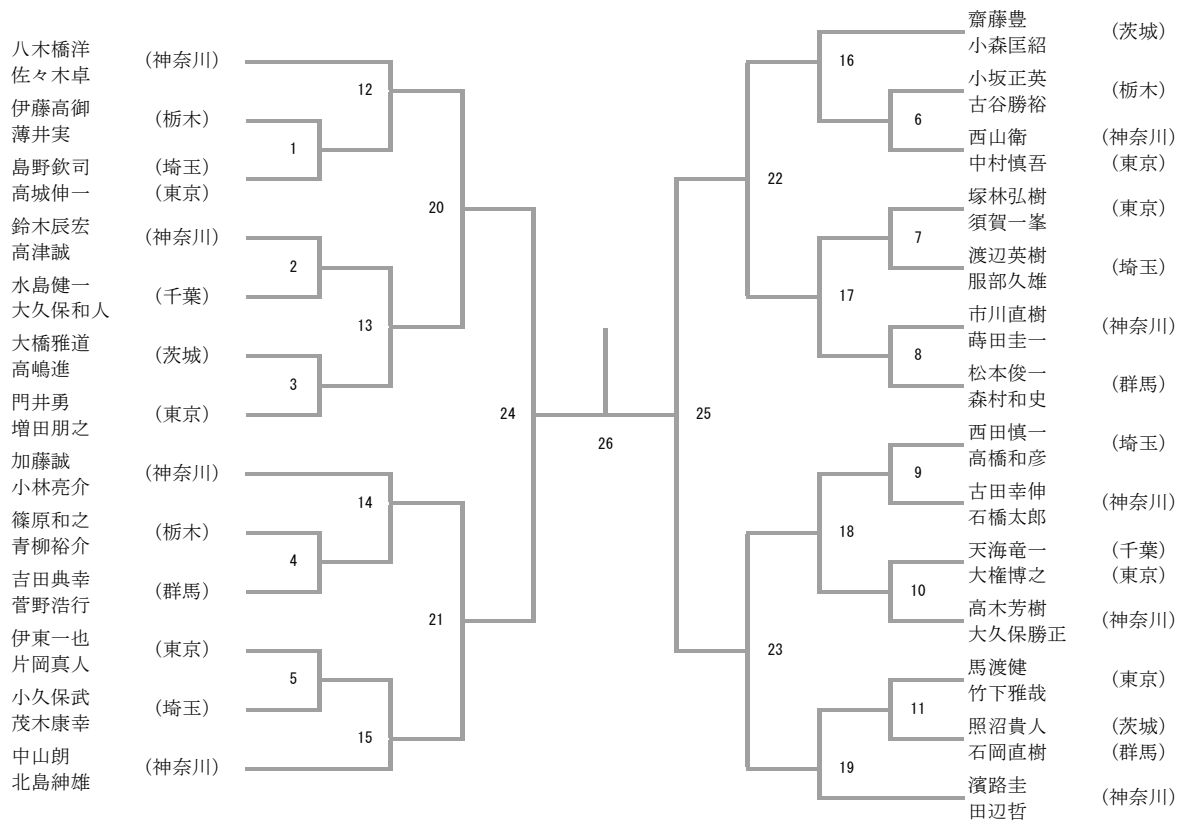 八木橋洋
(神奈川)
佐々木卓
12
伊藤高御
(栃木)
薄井実
1
島野欽司
(埼玉)
高城伸一
(東京)
20
鈴木辰宏
(神奈川)
高津誠
2
水島健一
(千葉)
大久保和人
13
大橋雅道
(茨城)
高嶋進
3
門井勇
(東京)
増田朋之
24
加藤誠
(神奈川)
小林亮介
14
篠原和之
(栃木)
青柳裕介
4
吉田典幸
(群馬)
菅野浩行
21
伊東一也
(東京)
片岡真人
5
小久保武
(埼玉)
茂木康幸
15
中山朗
(神奈川)
北島紳雄
26
齋藤豊
(茨城)
小森匡紹
16
小坂正英
(栃木)
古谷勝裕
6
西山衛
(神奈川)
中村慎吾
(東京)
22
塚林弘樹
(東京)
須賀一峯
7
渡辺英樹
(埼玉)
服部久雄
17
市川直樹
(神奈川)
蒔田圭一
8
松本俊一
(群馬)
森村和史
25
西田慎一
(埼玉)
高橋和彦
9
古田幸伸
(神奈川)
石橋太郎
18
天海竜一
(千葉)
大権博之
(東京)
10
高木芳樹
(神奈川)
大久保勝正
23
馬渡健
(東京)
竹下雅哉
11
照沼貴人
(茨城)
石岡直樹
(群馬)
19
濱路圭
(神奈川)
田辺哲